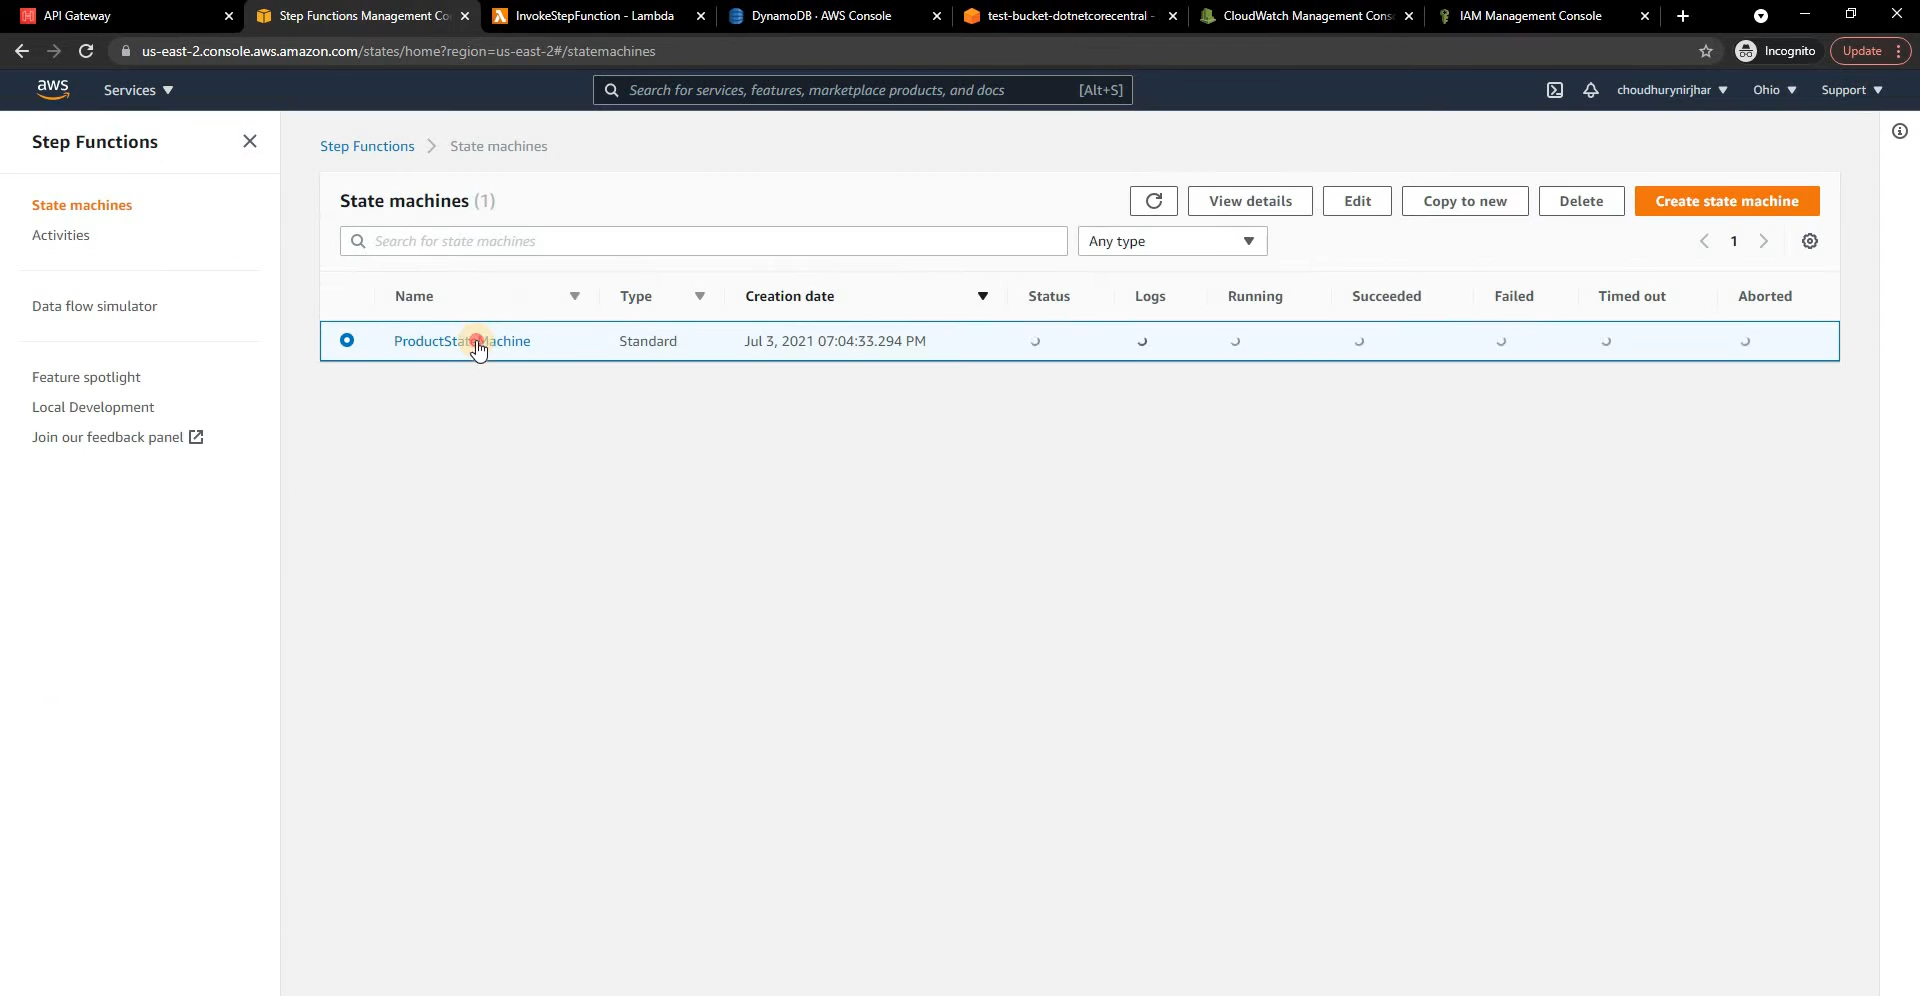 API Gateway
Step Functions Management Co
InvokeStepFunction - Lambda
DynamoDB · AWS Console
test-bucket-dotnetcorecentral -
CloudWatch Management Cons
IAM Management Console
us-east-2.console.aws.amazon.com/states/home?region=us-east-2#/statemachines
Incognito
Update
aws
Services
Search for services, features, marketplace products, and docs
[Alt+S]
choudhurynirjhar
Ohio
Support
Step Functions
State machines
Activities
Data flow simulator
Feature spotlight
Local Development
Join our feedback panel
Step Functions > State machines
State machines (1)
View details
Edit
Copy to new
Delete
Create state machine
Search for state machines
Any type
1
Name Type Creation date Status Logs Running Succeeded Failed Timed out Aborted
ProductStateMachine Standard Jul 3, 2021 07:04:33.294 PM